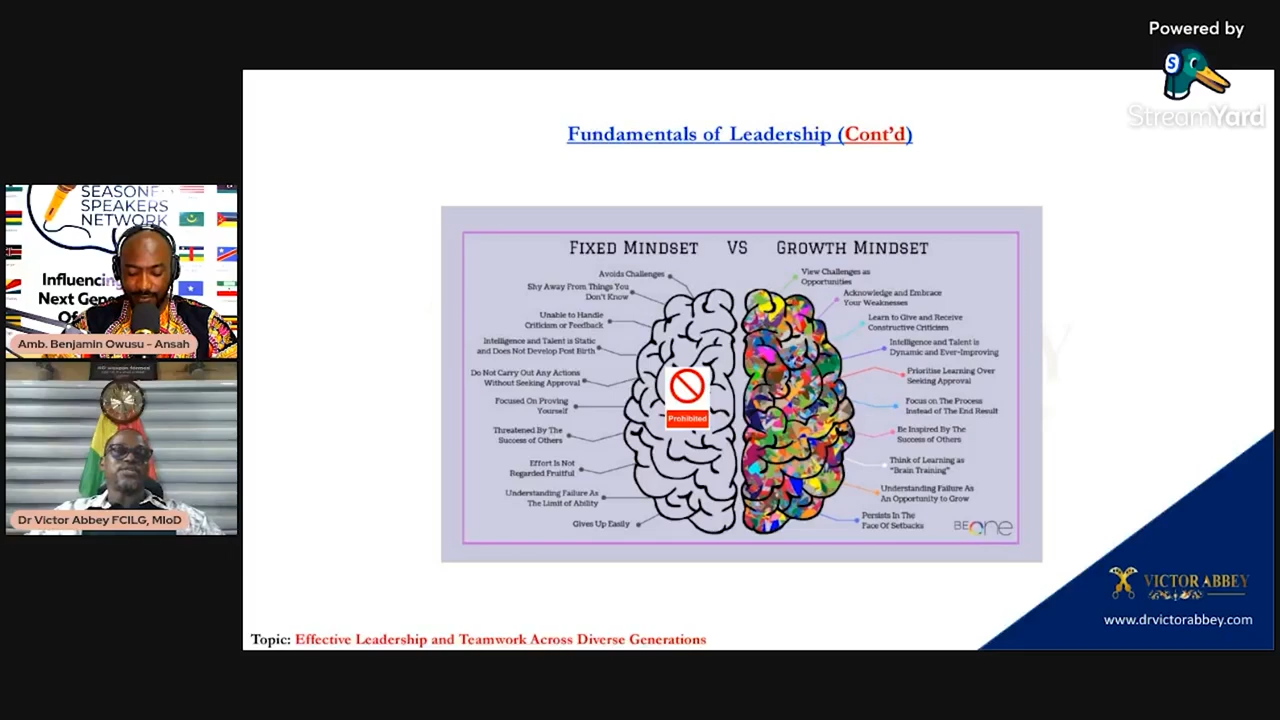 Powered by
S
StreamYard
Fundamentals of Leadership (Cont'd)
SEASONED
SPEAKERS
NETWORK
Influencing
Next Gene
Of
Amb. Benjamin Owusu - Ansah
Dr Victor Abbey FCILG, MIoD
FIXED MINDSET VS GROWTH MINDSET
Avoids Challenges
Shy Away From Things You
Don't Know
Unable to Handle
Criticism or Feedback
Intelligence and Talent is Static
and Does Not Develop Post Birth
Do Not Carry Out Any Actions
Without Seeking Approval
Focused On Proving
Yourself
Threatened By The
Success of Others
Effort Is Not
Regarded Fruitful
Understanding Failure As
The Limit of Ability
Gives Up Easily
Prohibited
View Challenges as
Opportunities
Acknowledge and Embrace
Your Weaknesses
Learn to Give and Receive
Constructive Criticism
Intelligence and Talent is
Dynamic and Ever-Improving
Prioritise Learning Over
Seeking Approval
Focus on The Process
Instead of The End Result
Be Inspired By The
Success of Others
Think of Learning as
"Brain Training"
Understanding Failure As
An Opportunity to Grow
Persists In The
Face Of Setbacks
BEOne
VICTOR ABBEY
www.drvictorabbey.com
Topic: Effective Leadership and Teamwork Across Diverse Generations